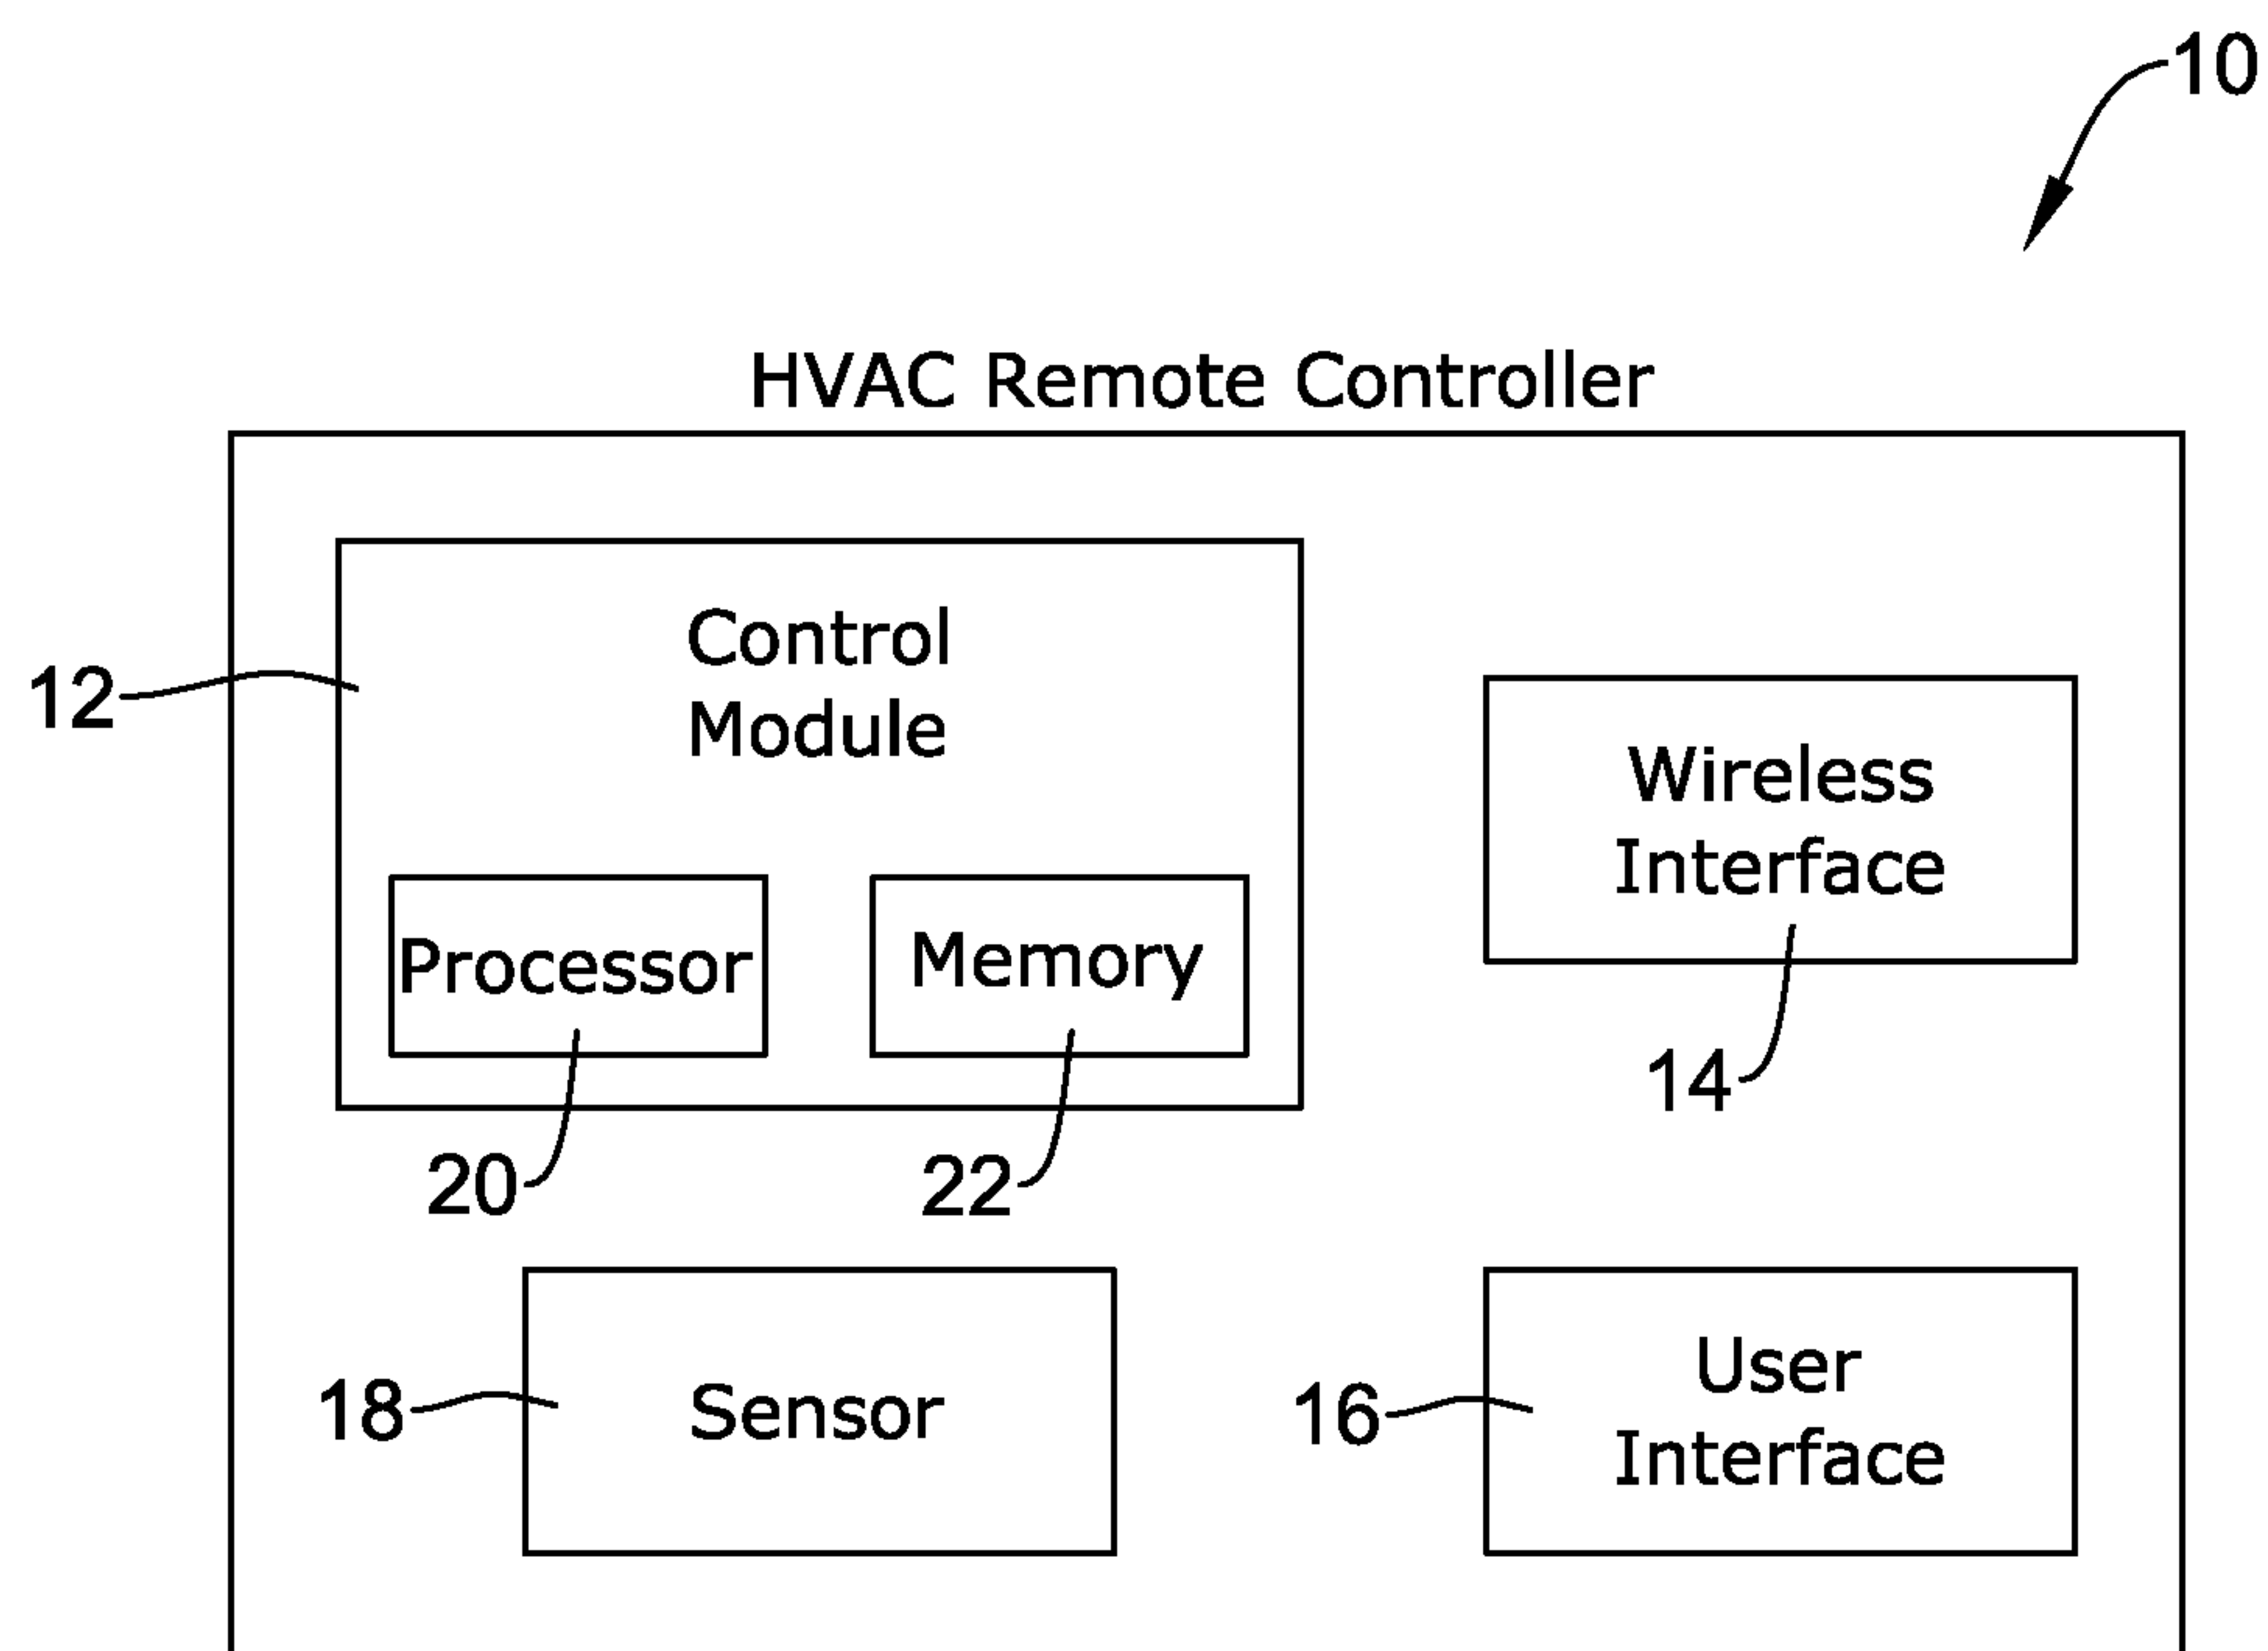 10
HVAC Remote Controller
Control
Module
12
Wireless
Interface
Processor
Memory
14
20
22
18
Sensor
16
User
Interface